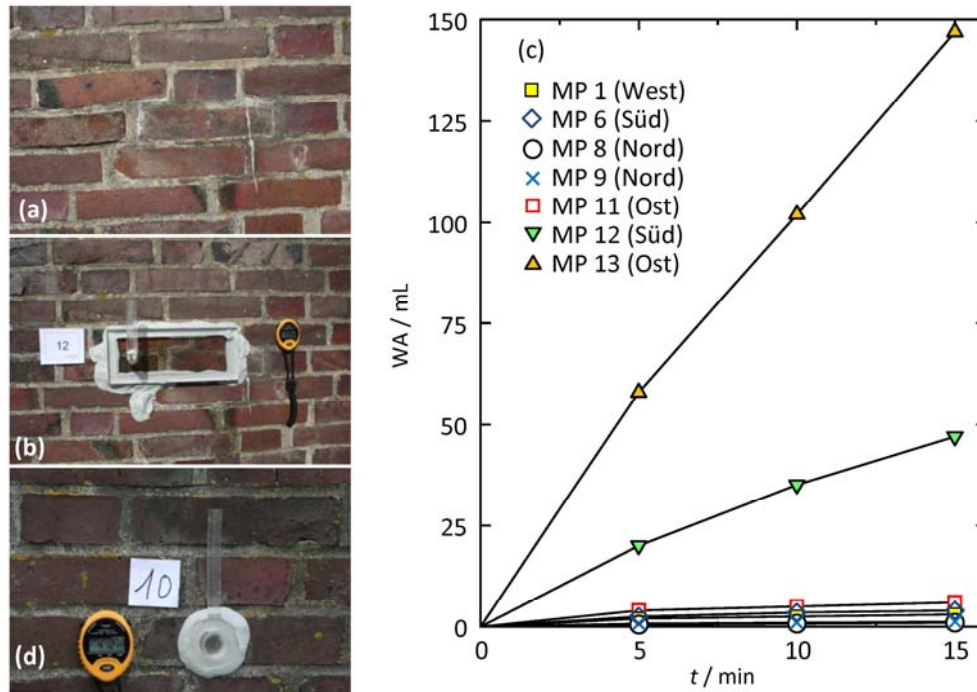 (a)
12
(b)
10
(d)
(c)
MP 1 (West)
MP 6 (Süd)
MP 8 (Nord)
MP 9 (Nord)
MP 11 (Ost)
MP 12 (Süd)
MP 13 (Ost)
WA / mL
150
125
100
75
50
25
0
0 5 10 15
t / min